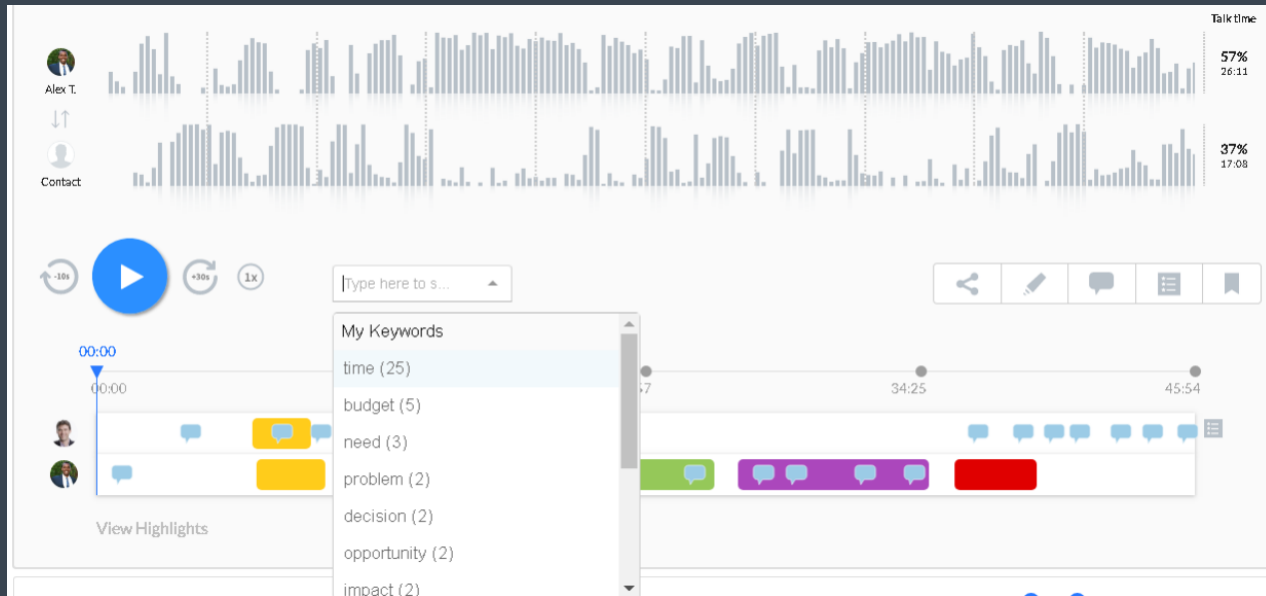 Talk time
57%
26:11
Alex T.
37%
17:08
Contact
-10s
+30s
1x
Type here to s...
My Keywords
time (25)
budget (5)
need (3)
problem (2)
decision (2)
opportunity (2)
impact (2)
00:00
00:00
34:25
45:54
View Highlights